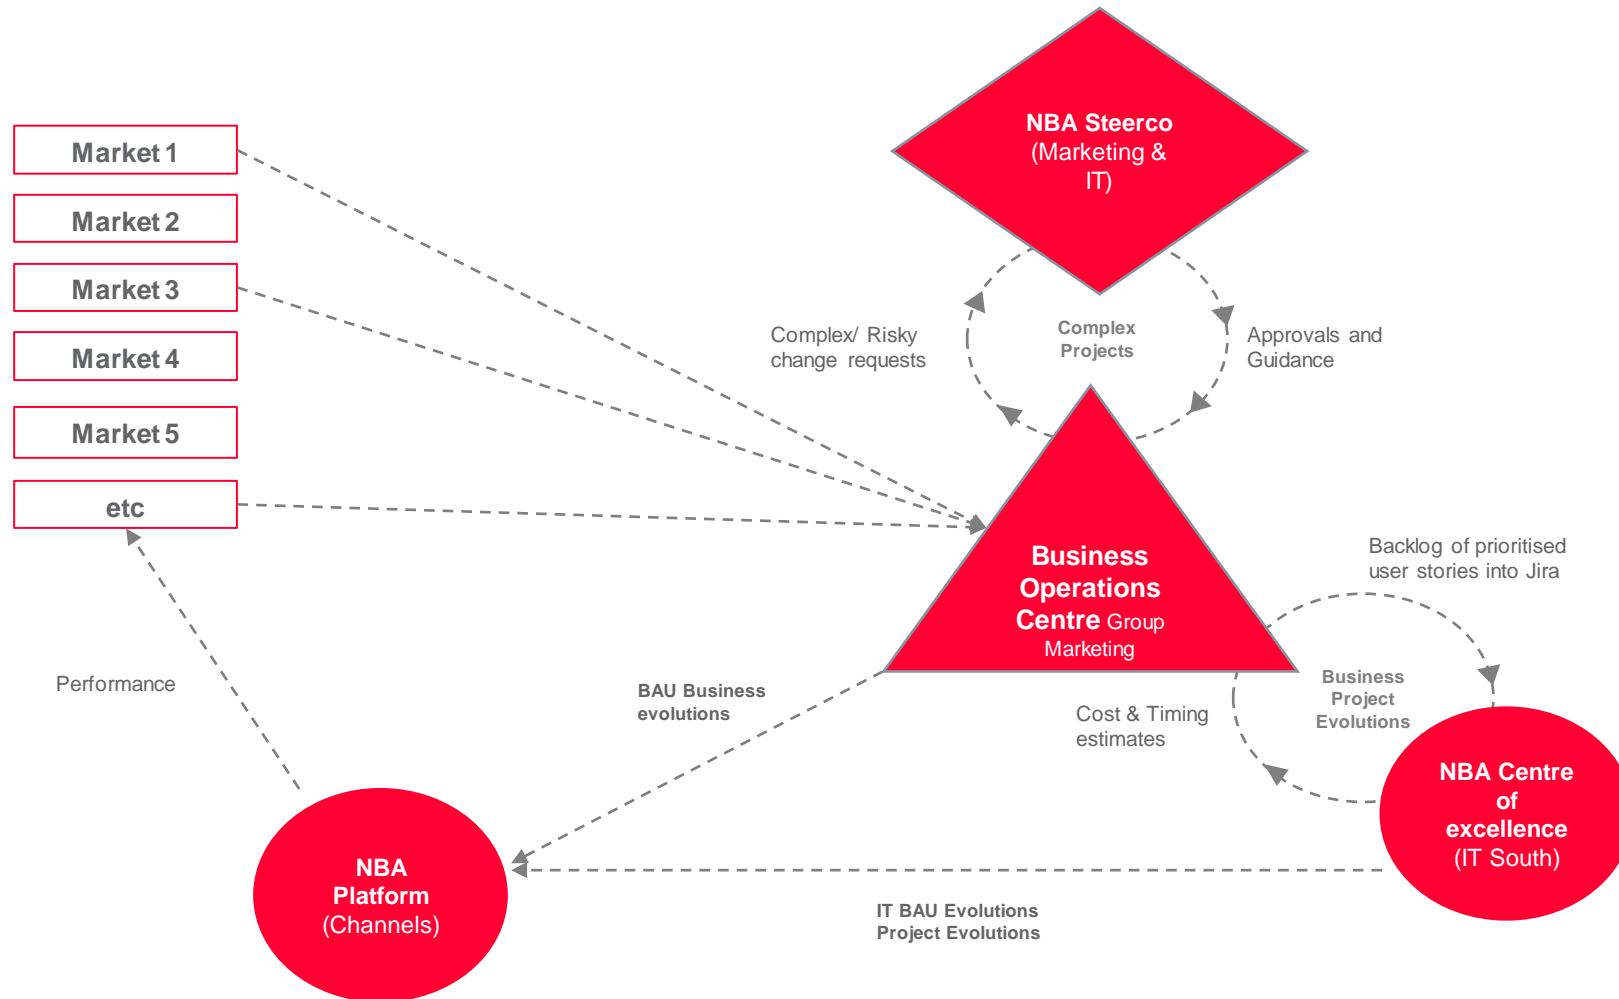 NBA Steerco
(Marketing &
IT)
Market 1
Market 2
Market 3
Market 4
Market 5
etc
Complex/ Risky
change requests
Complex
Projects
Approvals and
Guidance
Business
Operations
Centre Group
Marketing
Backlog of prioritised
user stories into Jira
Performance
BAU Business
evolutions
Cost & Timing
estimates
Business
Project
Evolutions
NBA Centre
of
excellence
(IT South)
NBA
Platform
(Channels)
IT BAU Evolutions
Project Evolutions